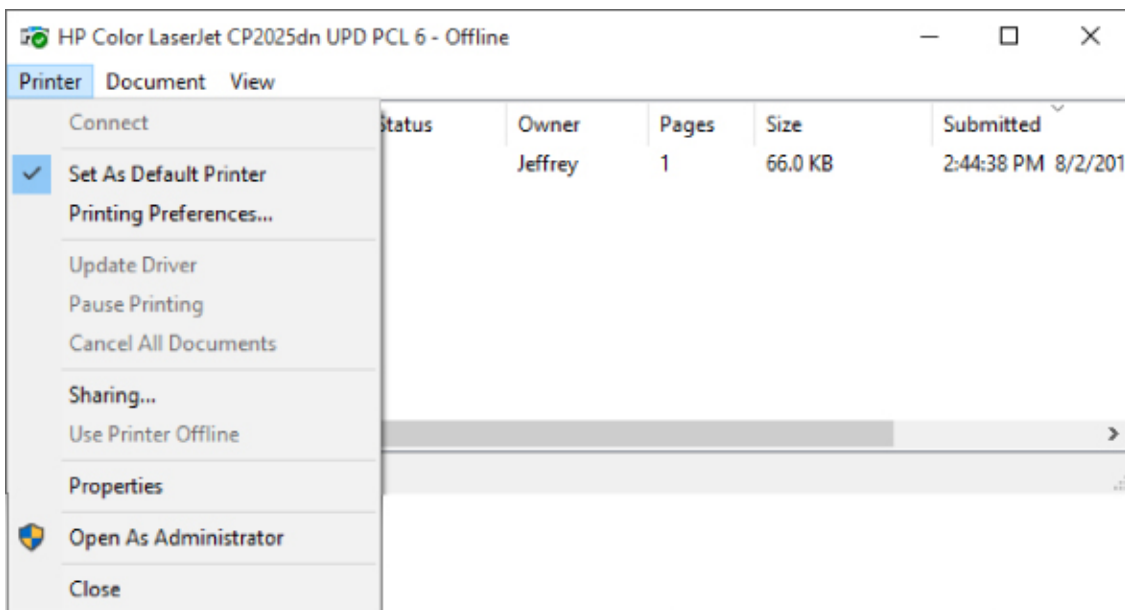 HP Color LaserJet CP2025dn UPD PCL 6 - Offline
Printer Document View
Connect
Status Owner Pages Size Submitted
Jeffrey 1 66.0 KB 2:44:38 PM 8/2/201
Set As Default Printer
Printing Preferences...
Update Driver
Pause Printing
Cancel All Documents
Sharing...
Use Printer Offline
Properties
Open As Administrator
Close